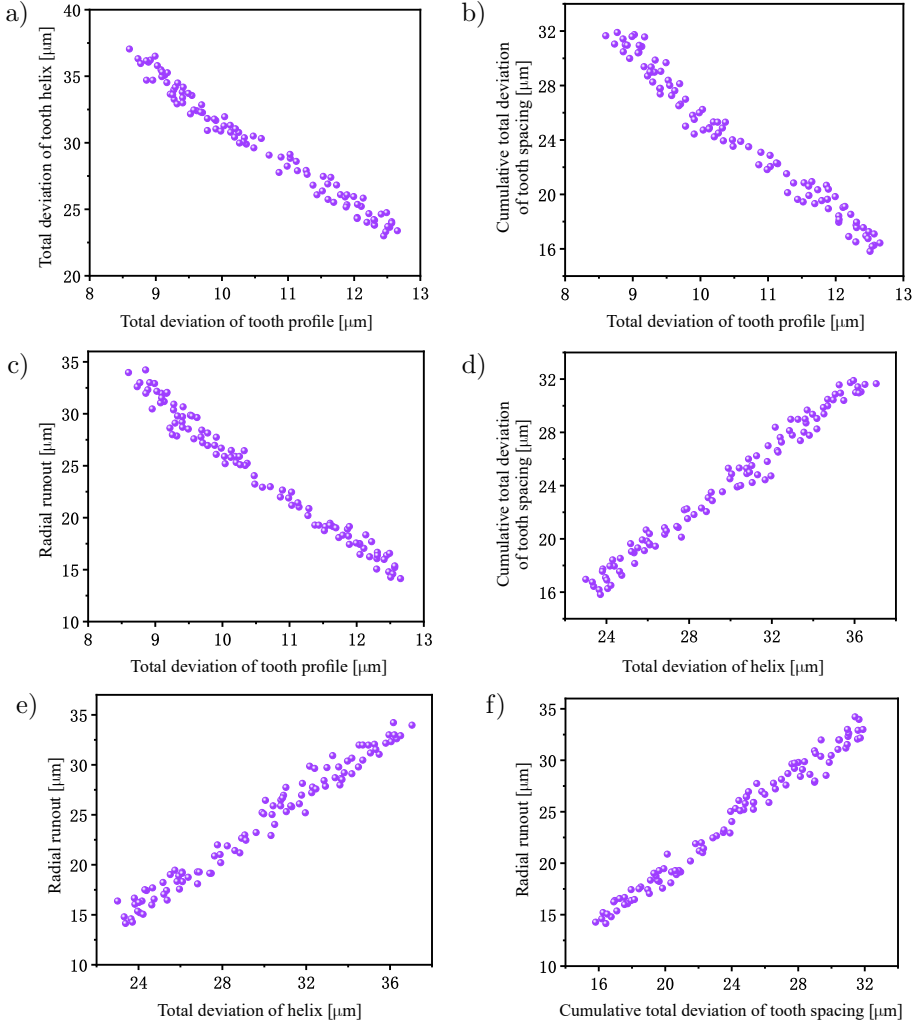 a)
Total deviation of tooth helix [μm]
40
35
30
25
20
8 9 10 11 12 13
Total deviation of tooth profile [μm]
b)
Cumulative total deviation
of tooth spacing [μm]
32
28
24
20
16
8 9 10 11 12 13
Total deviation of tooth profile [μm]
c)
Radial runout [μm]
35
30
25
20
15
10
8 9 10 11 12 13
Total deviation of tooth profile [μm]
d)
Cumulative total deviation
of tooth spacing [μm]
32
28
24
20
16
24 28 32 36
Total deviation of helix [μm]
e)
Radial runout [μm]
35
30
25
20
15
10
24 28 32 36
Total deviation of helix [μm]
f)
Radial runout [μm]
35
30
25
20
15
10
16 20 24 28 32
Cumulative total deviation of tooth spacing [μm]